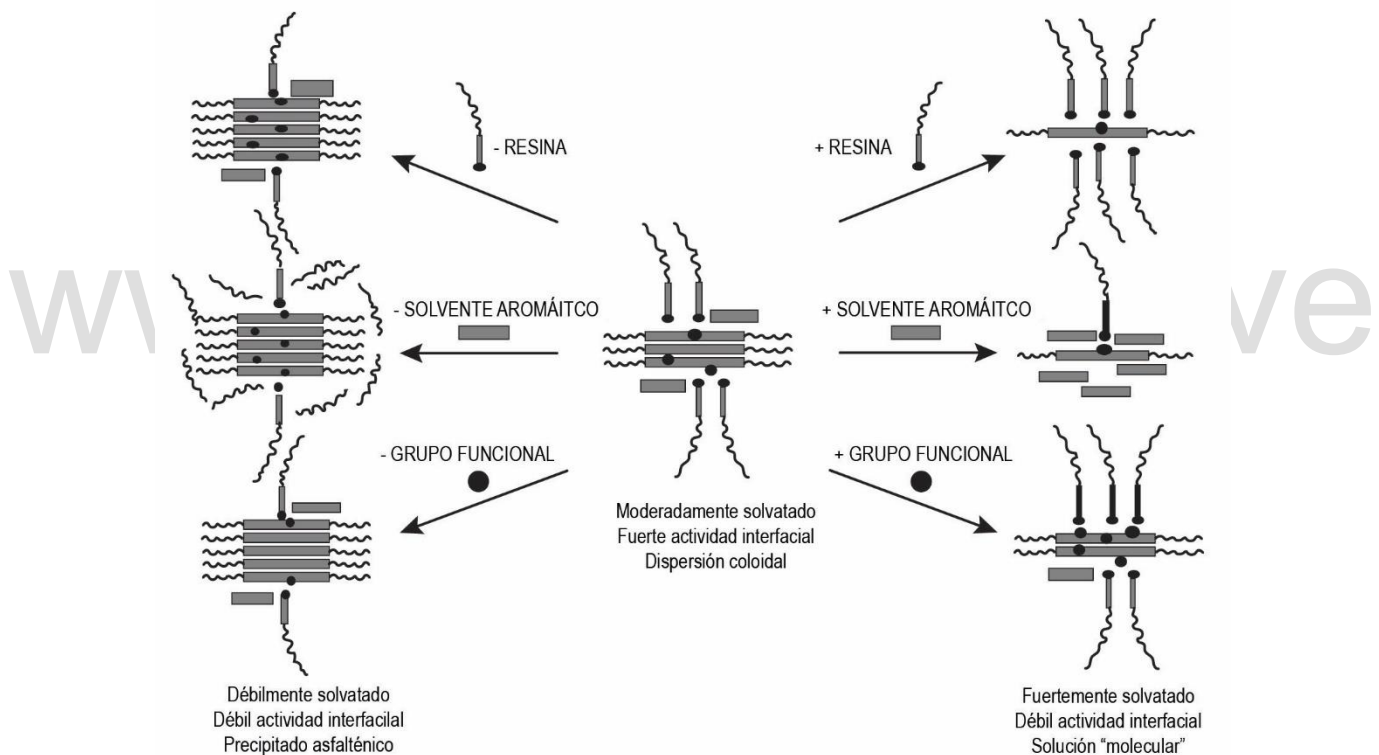 - RESINA
+ RESINA
- SOLVENTE AROMÁITCO
+ SOLVENTE AROMÁITCO
- GRUPO FUNCIONAL
+ GRUPO FUNCIONAL
Moderadamente solvatado
Fuerte actividad interfacial
Dispersión coloidal
Débilmente solvatado
Débil actividad interfacilal
Precipitado asfalténico
Fuertemente solvatado
Débil actividad interfacial
Solución “molecular”